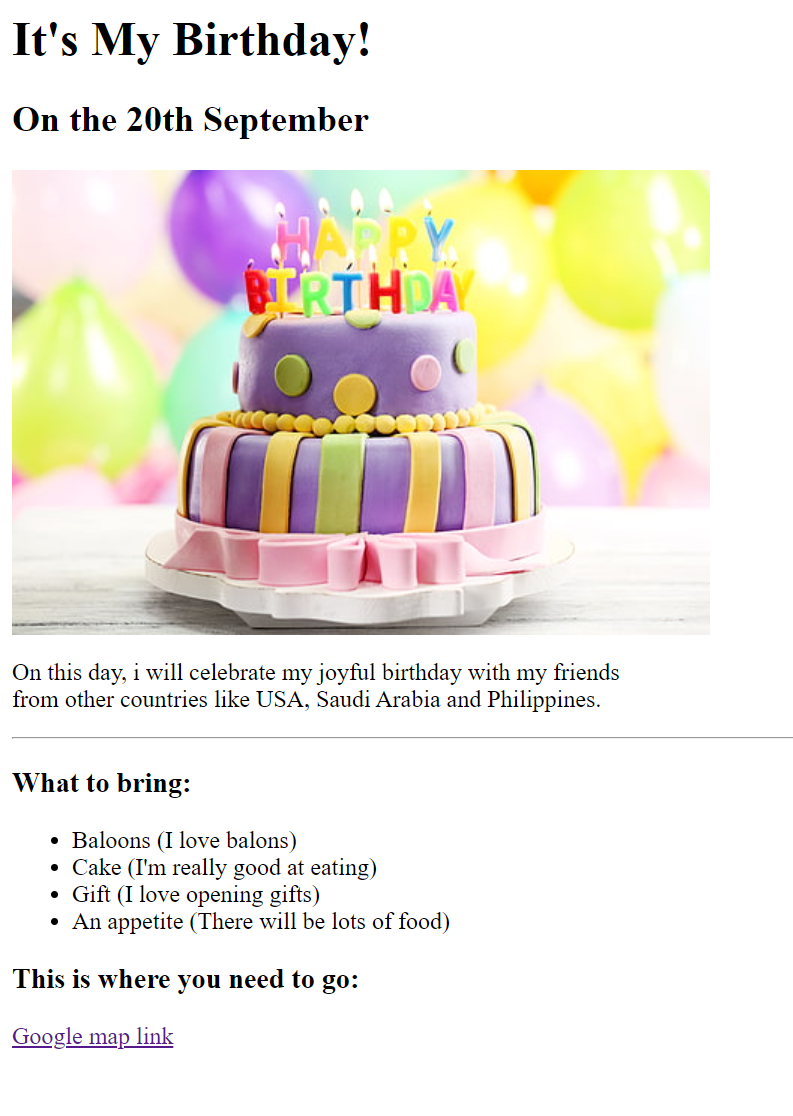 It's My Birthday!
On the 20th September
HAPPY
BIRTHDAY
On this day, i will celebrate my joyful birthday with my friends
from other countries like USA, Saudi Arabia and Philippines.
What to bring:
Baloons (I love balons)
Cake (I'm really good at eating)
Gift (I love opening gifts)
An appetite (There will be lots of food)
This is where you need to go:
Google map link